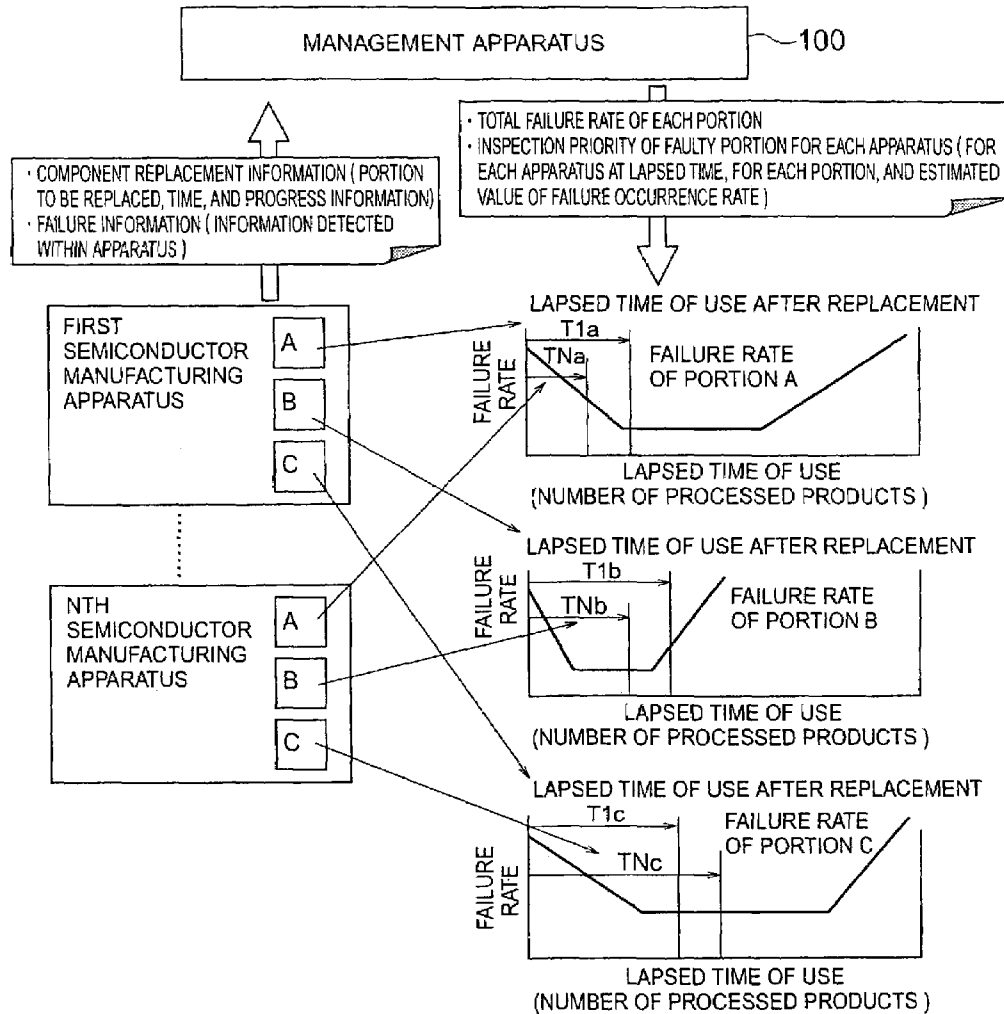 MANAGEMENT APPARATUS
100
· COMPONENT REPLACEMENT INFORMATION ( PORTION
TO BE REPLACED, TIME, AND PROGRESS INFORMATION)
· FAILURE INFORMATION ( INFORMATION DETECTED
WITHIN APPARATUS )
· TOTAL FAILURE RATE OF EACH PORTION
· INSPECTION PRIORITY OF FAULTY PORTION FOR EACH APPARATUS ( FOR
EACH APPARATUS AT LAPSED TIME, FOR EACH PORTION, AND ESTIMATED
VALUE OF FAILURE OCCURRENCE RATE )
FIRST
SEMICONDUCTOR
MANUFACTURING
APPARATUS
A
B
C
NTH
SEMICONDUCTOR
MANUFACTURING
APPARATUS
A
B
C
LAPSED TIME OF USE AFTER REPLACEMENT
T1a
TNa
FAILURE RATE
OF PORTION A
FAILURE
RATE
LAPSED TIME OF USE
(NUMBER OF PROCESSED PRODUCTS )
LAPSED TIME OF USE AFTER REPLACEMENT
T1b
TNb
FAILURE RATE
OF PORTION B
FAILURE
RATE
LAPSED TIME OF USE
(NUMBER OF PROCESSED PRODUCTS )
LAPSED TIME OF USE AFTER REPLACEMENT
T1c
TNc
FAILURE RATE
OF PORTION C
FAILURE
RATE
LAPSED TIME OF USE
(NUMBER OF PROCESSED PRODUCTS )